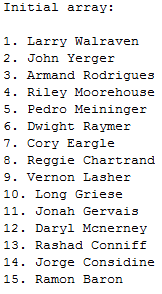 Initial array:
1. Larry Walraven
2. John Yerger
3. Armand Rodrigues
4. Riley Moorehouse
5. Pedro Meininger
6. Dwight Raymer
7. Cory Eargle
8. Reggie Chartrand
9. Vernon Lasher
10. Long Griese
11. Jonah Gervais
12. Daryl Mcnerney
13. Rashad Conniff
14. Jorge Considine
15. Ramon Baron